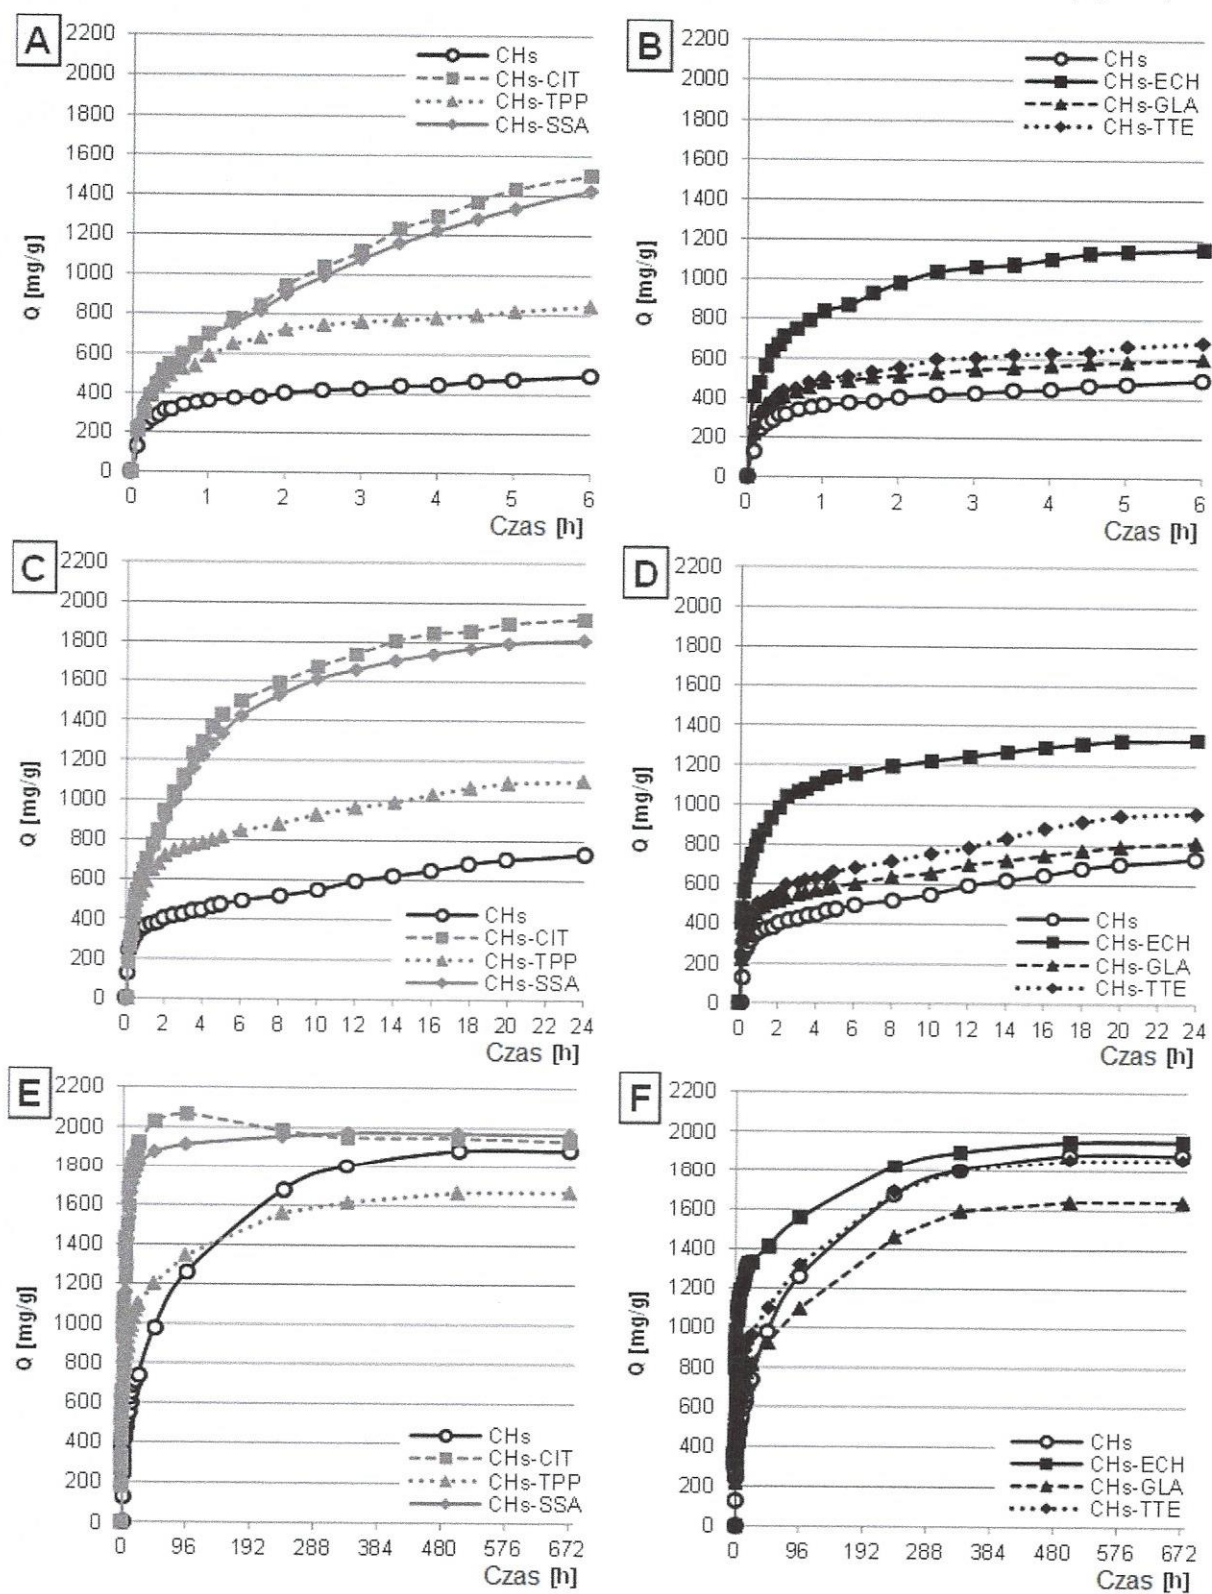 A
2200
2000
1800
1600
1400
1200
1000
800
600
400
200
0
Q [mg/g]
CHs
CHs-CIT
CHs-TPP
CHs-SSA
0 1 2 3 4 5 6
Czas [h]
B
2200
2000
1800
1600
1400
1200
1000
800
600
400
200
0
Q [mg/g]
CHs
CHs-ECH
CHs-GLA
CHs-TTE
0 1 2 3 4 5 6
Czas [h]
C
2200
2000
1800
1600
1400
1200
1000
800
600
400
200
0
Q [mg/g]
CHs
CHs-CIT
CHs-TPP
CHs-SSA
0 2 4 6 8 10 12 14 16 18 20 22 24
Czas [h]
D
2200
2000
1800
1600
1400
1200
1000
800
600
400
200
0
Q [mg/g]
CHs
CHs-ECH
CHs-GLA
CHs-TTE
0 2 4 6 8 10 12 14 16 18 20 22 24
Czas [h]
E
2200
2000
1800
1600
1400
1200
1000
800
600
400
200
0
Q [mg/g]
CHs
CHs-CIT
CHs-TPP
CHs-SSA
0 96 192 288 384 480 576 672
Czas [h]
F
2200
2000
1800
1600
1400
1200
1000
800
600
400
200
0
Q [mg/g]
CHs
CHs-ECH
CHs-GLA
CHs-TTE
0 96 192 288 384 480 576 672
Czas [h]